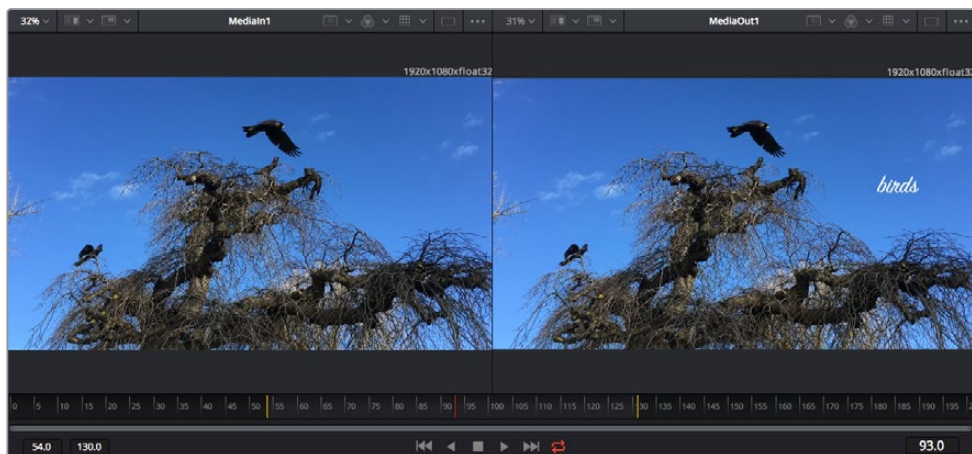 32% MediaIn1 31% MediaOut1
1920x1080xfloat32 1920x1080xfloat32
birds
0 5 10 15 20 25 30 35 40 45 50 55 60 65 70 75 80 85 90 95 100 105 110 115 120 125 30 135 140 145 150 155 160 165 170 175 180 185 190 195
54.0 130.0 93.0